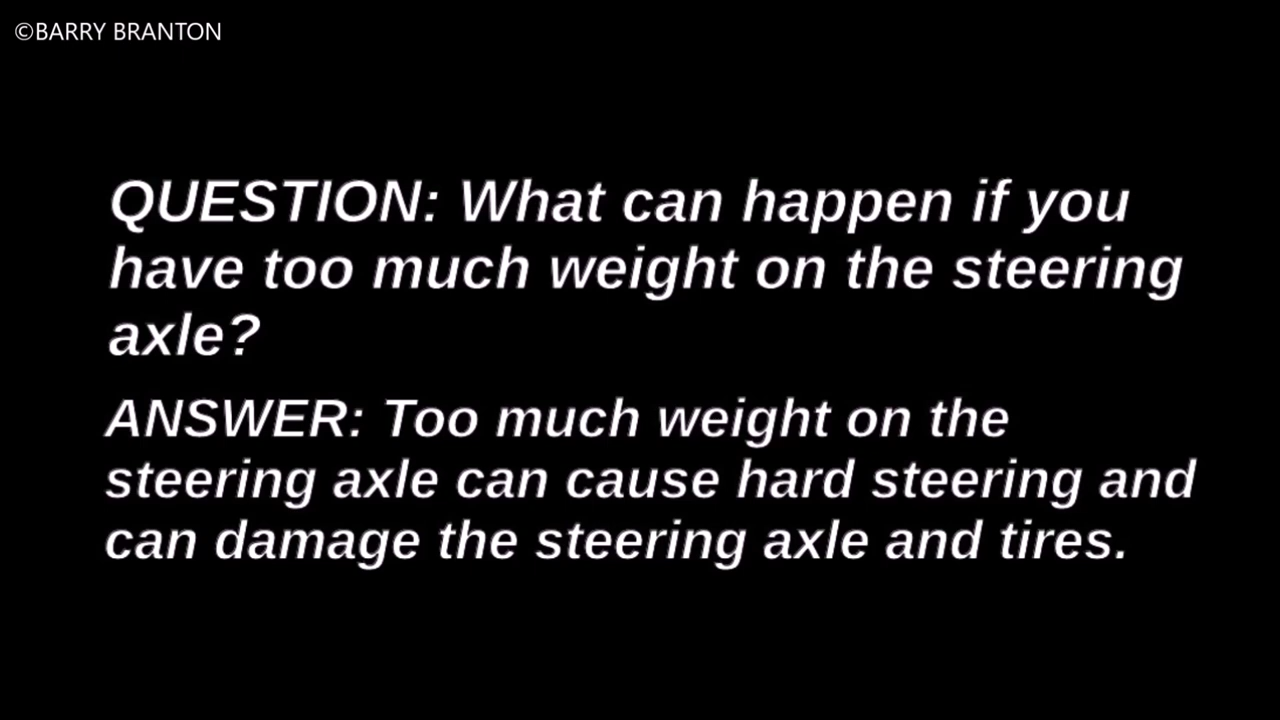 ©BARRY BRANTON
QUESTION: What can happen if you
have too much weight on the steering
axle?
ANSWER: Too much weight on the
steering axle can cause hard steering and
can damage the steering axle and tires.